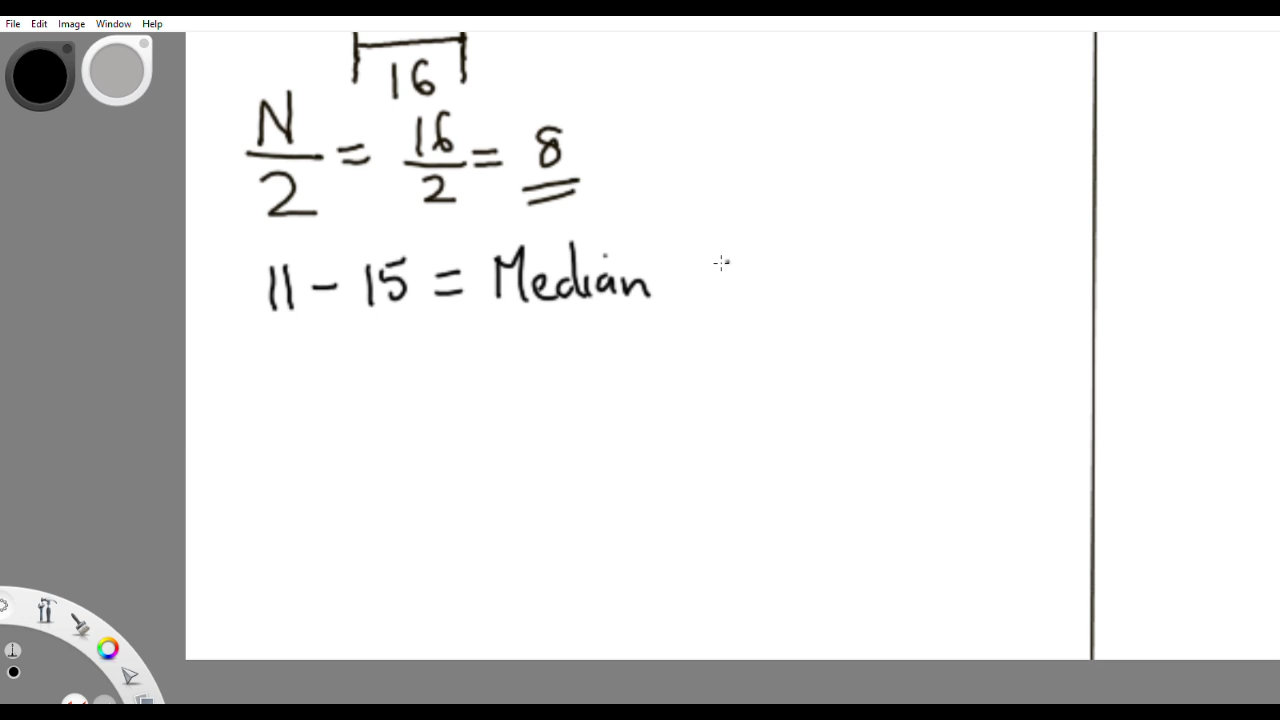 File Edit Image Window Help
16
N/2 = 16/2 = 8
11 - 15 = Median